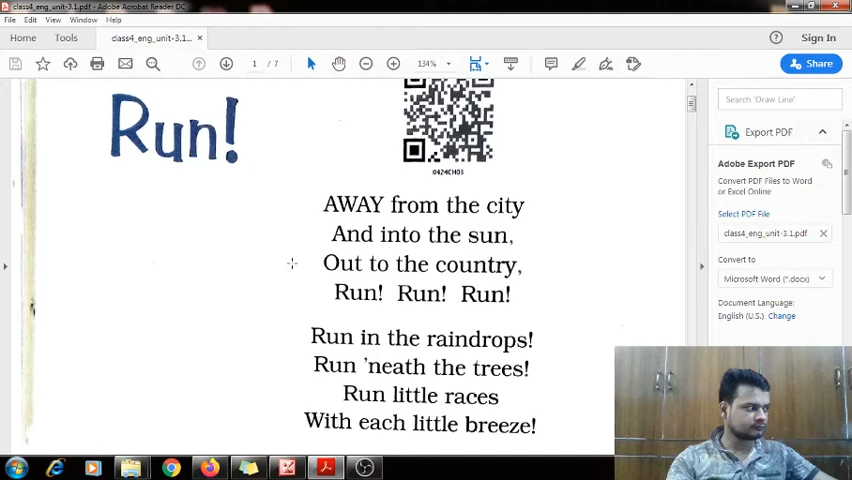 class4_eng_unit-3.1.pdf - Adobe Acrobat Reader DC
File Edit View Window Help
Home Tools class4_eng_unit-3.1... × Sign In
1 / 7 134% Share
Run!
0424CH03
AWAY from the city
And into the sun,
Out to the country,
Run! Run! Run!
Run in the raindrops!
Run 'neath the trees!
Run little races
With each little breeze!
Search 'Draw Line'
Export PDF
Adobe Export PDF
Convert PDF Files to Word
or Excel Online
Select PDF File
class4_eng_unit-3.1.pdf ×
Convert to
Microsoft Word (*.docx)
Document Language:
English (U.S.) Change